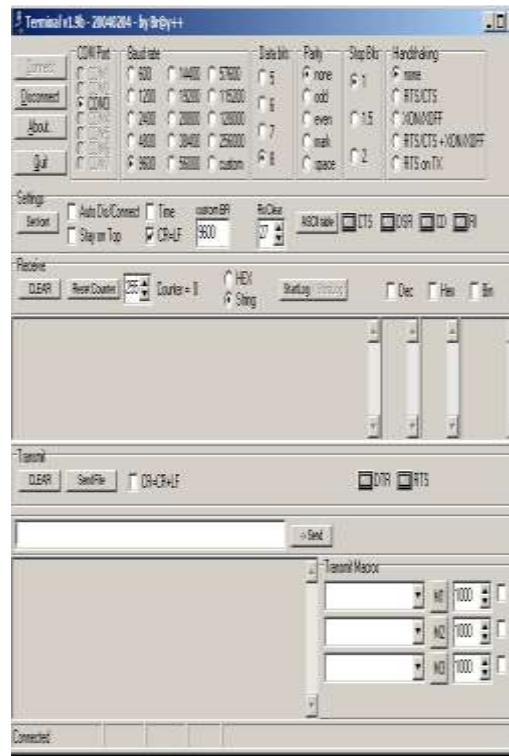 Terminal v1.9b - 20040204 - by Br@y++
COM Port
Baud rate
Data bits
Parity
Stop Bits
Handshaking
Connect
Disconnect
About..
Quit
600
1200
2400
4800
9600
14400
19200
28800
38400
56000
57600
115200
128000
256000
custom
5
6
7
8
none
odd
even
mark
space
1
1.5
2
none
RTS/CTS
XON/XOFF
RTS/CTS + XON/XOFF
RTS on TX
Settings
Set font
Auto Dis/Connect
Time
Stay on Top
CR=LF
custom BR
9600
Rx Clear
27
ASCII table
CTS
DSR
CD
RI
Receive
CLEAR
Reset Counter
255
Counter = 0
HEX
String
StartLog
StopLog
Dec
Hex
Bin
Transmit
CLEAR
Send File
CR=CR+LF
DTR
RTS
-> Send
Transmit Macros
M1
1000
M2
1000
M3
1000
Connected